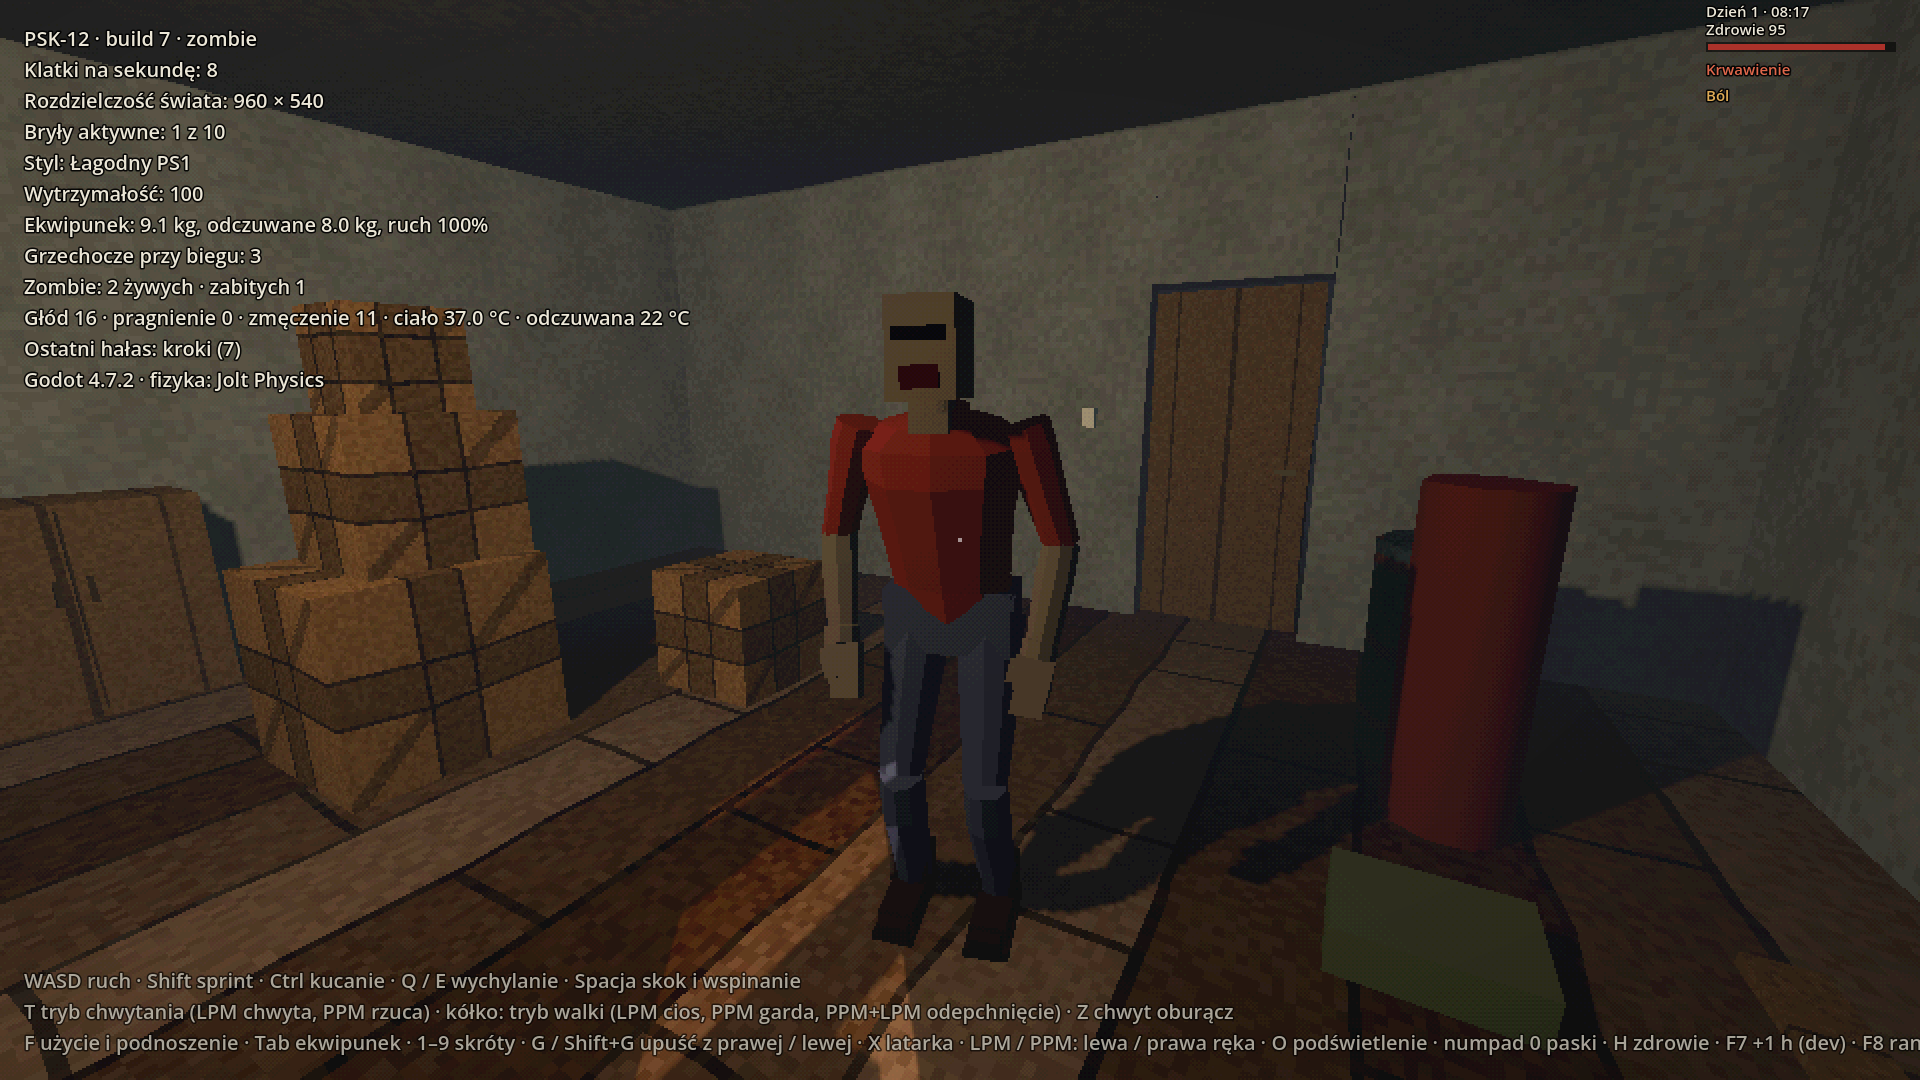 PSK-12 · build 7 · zombie
Klatki na sekundę: 8
Rozdzielczość świata: 960 × 540
Bryły aktywne: 1 z 10
Styl: Łagodny PS1
Wytrzymałość: 100
Ekwipunek: 9.1 kg, odczuwane 8.0 kg, ruch 100%
Grzechocze przy biegu: 3
Zombie: 2 żywych · zabitych 1
Głód 16 · pragnienie 0 · zmęczenie 11 · ciało 37.0 °C · odczuwana 22 °C
Ostatni hałas: kroki (7)
Godot 4.7.2 · fizyka: Jolt Physics
Dzień 1 · 08:17
Zdrowie 95
Krwawienie
Ból
WASD ruch · Shift sprint · Ctrl kucanie · Q / E wychylanie · Spacja skok i wspinanie
T tryb chwytania (LPM chwyta, PPM rzuca) · kółko: tryb walki (LPM cios, PPM garda, PPM+LPM odepchnięcie) · Z chwyt oburącz
F użycie i podnoszenie · Tab ekwipunek · 1–9 skróty · G / Shift+G upuść z prawej / lewej · X latarka · LPM / PPM: lewa / prawa ręka · O podświetlenie · numpad 0 paski · H zdrowie · F7 +1 h (dev) · F8 ran